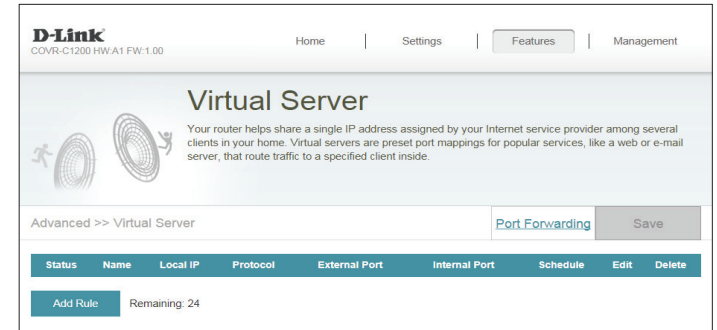 D-Link
COVR-C1200 HW:A1 FW:1.00
Home | Settings | Features | Management
Virtual Server
Your router helps share a single IP address assigned by your Internet service provider among several
clients in your home. Virtual servers are preset port mappings for popular services, like a web or e-mail
server, that route traffic to a specified client inside.
Advanced >> Virtual Server
Port Forwarding
Save
Status Name Local IP Protocol External Port Internal Port Schedule Edit Delete
Add Rule Remaining: 24